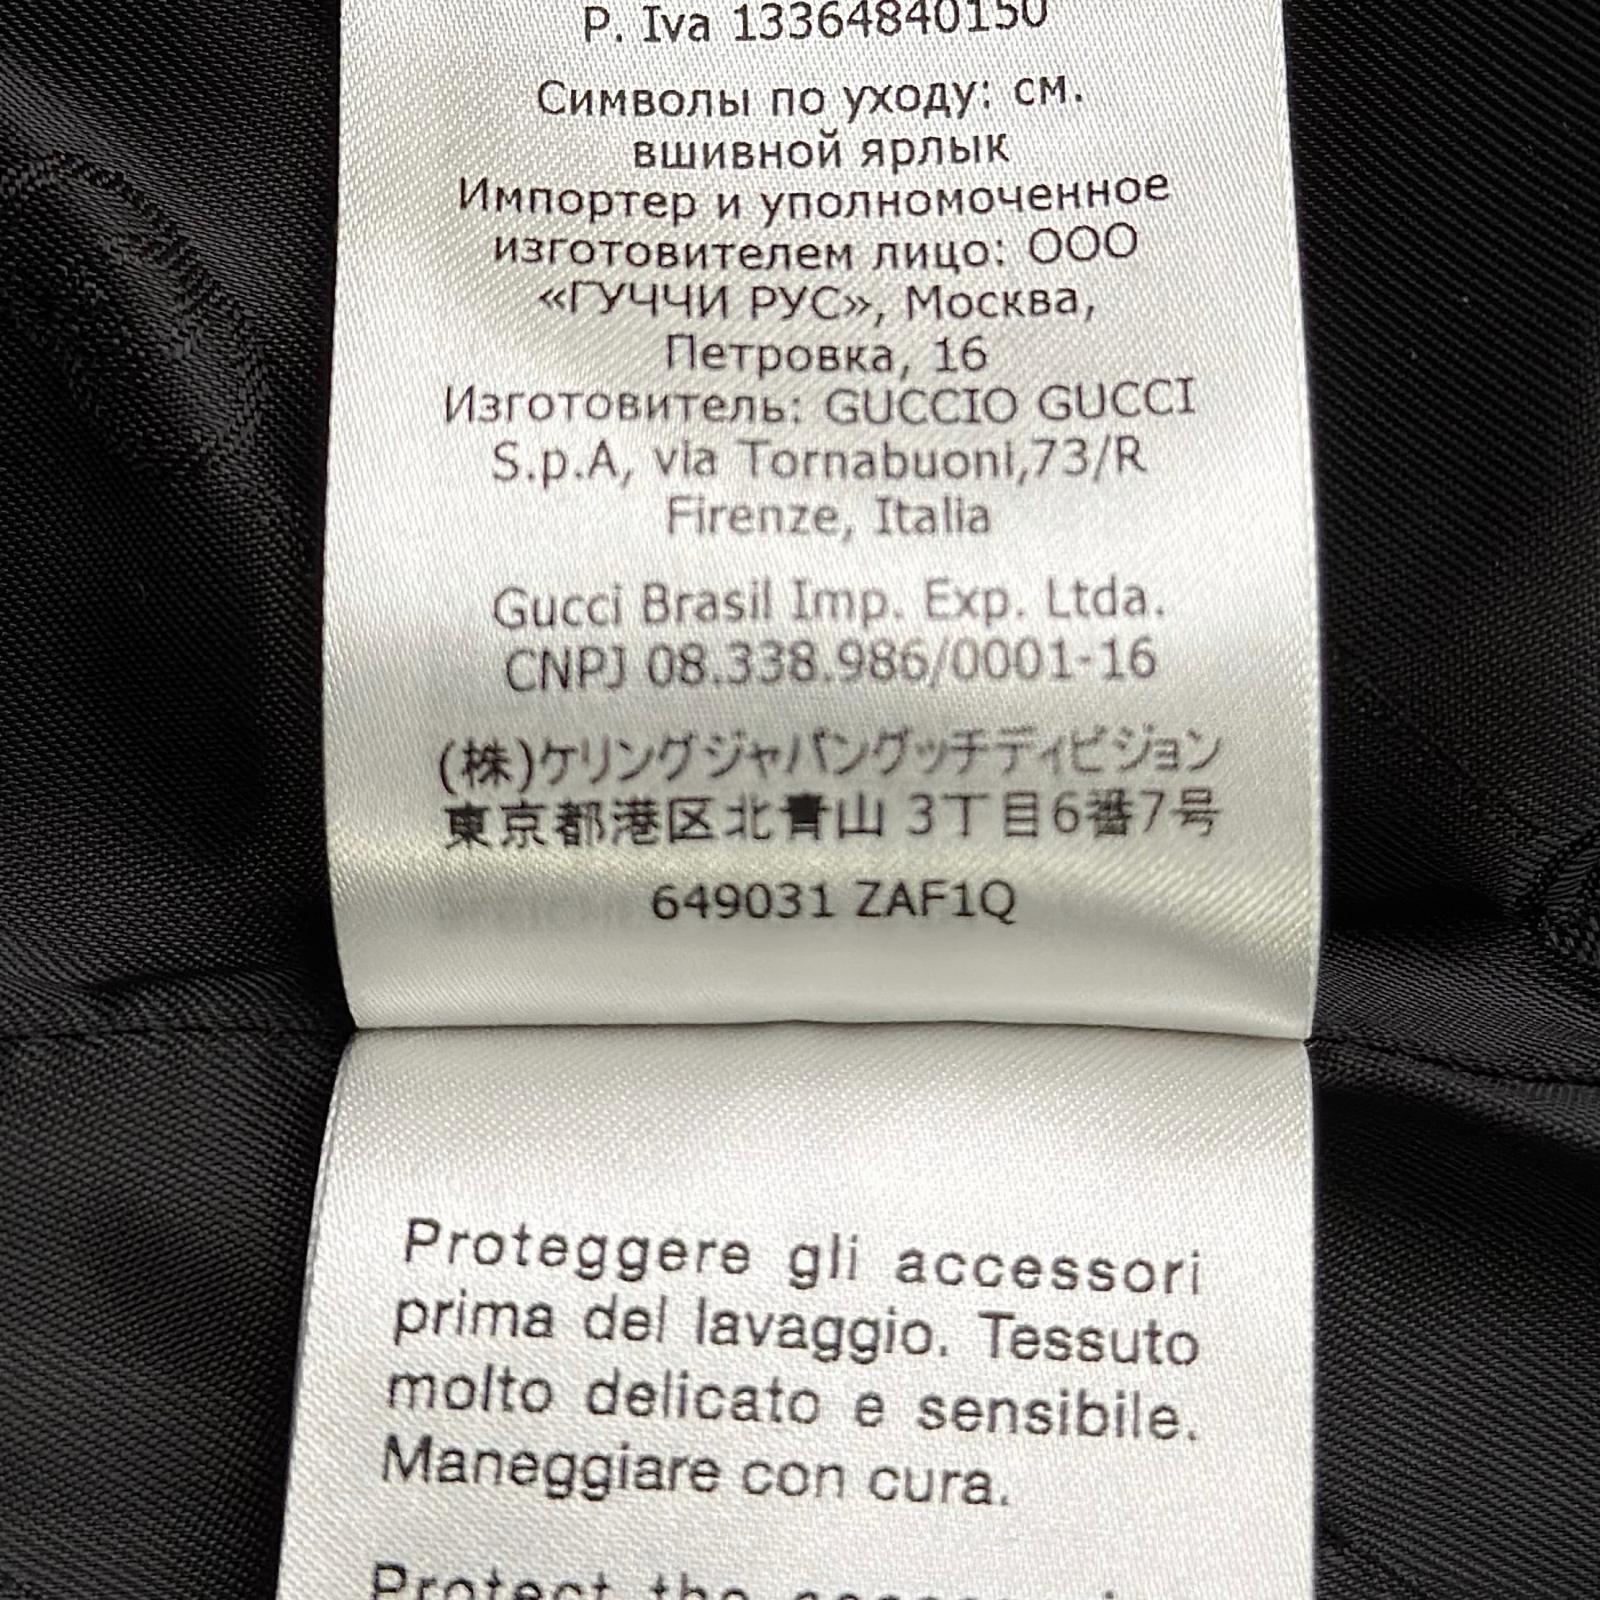 P. Iva 13364840150
Символы по уходу: см.
вшивной ярлык
Импортер и уполномоченное
изготовителем лицо: ООО
«ГУЧЧИ РУС», Москва,
Петровка, 16
Изготовитель: GUCCIO GUCCI
S.p.A, via Tornabuoni,73/R
Firenze, Italia
Gucci Brasil Imp. Exp. Ltda.
CNPJ 08.338.986/0001-16
(株)ケリングジャパングッチディビジョン
東京都港区北青山 3丁目6番7号
649031 ZAF1Q
Proteggere gli accessori
prima del lavaggio. Tessuto
molto delicato e sensibile.
Maneggiare con cura.
Protect the